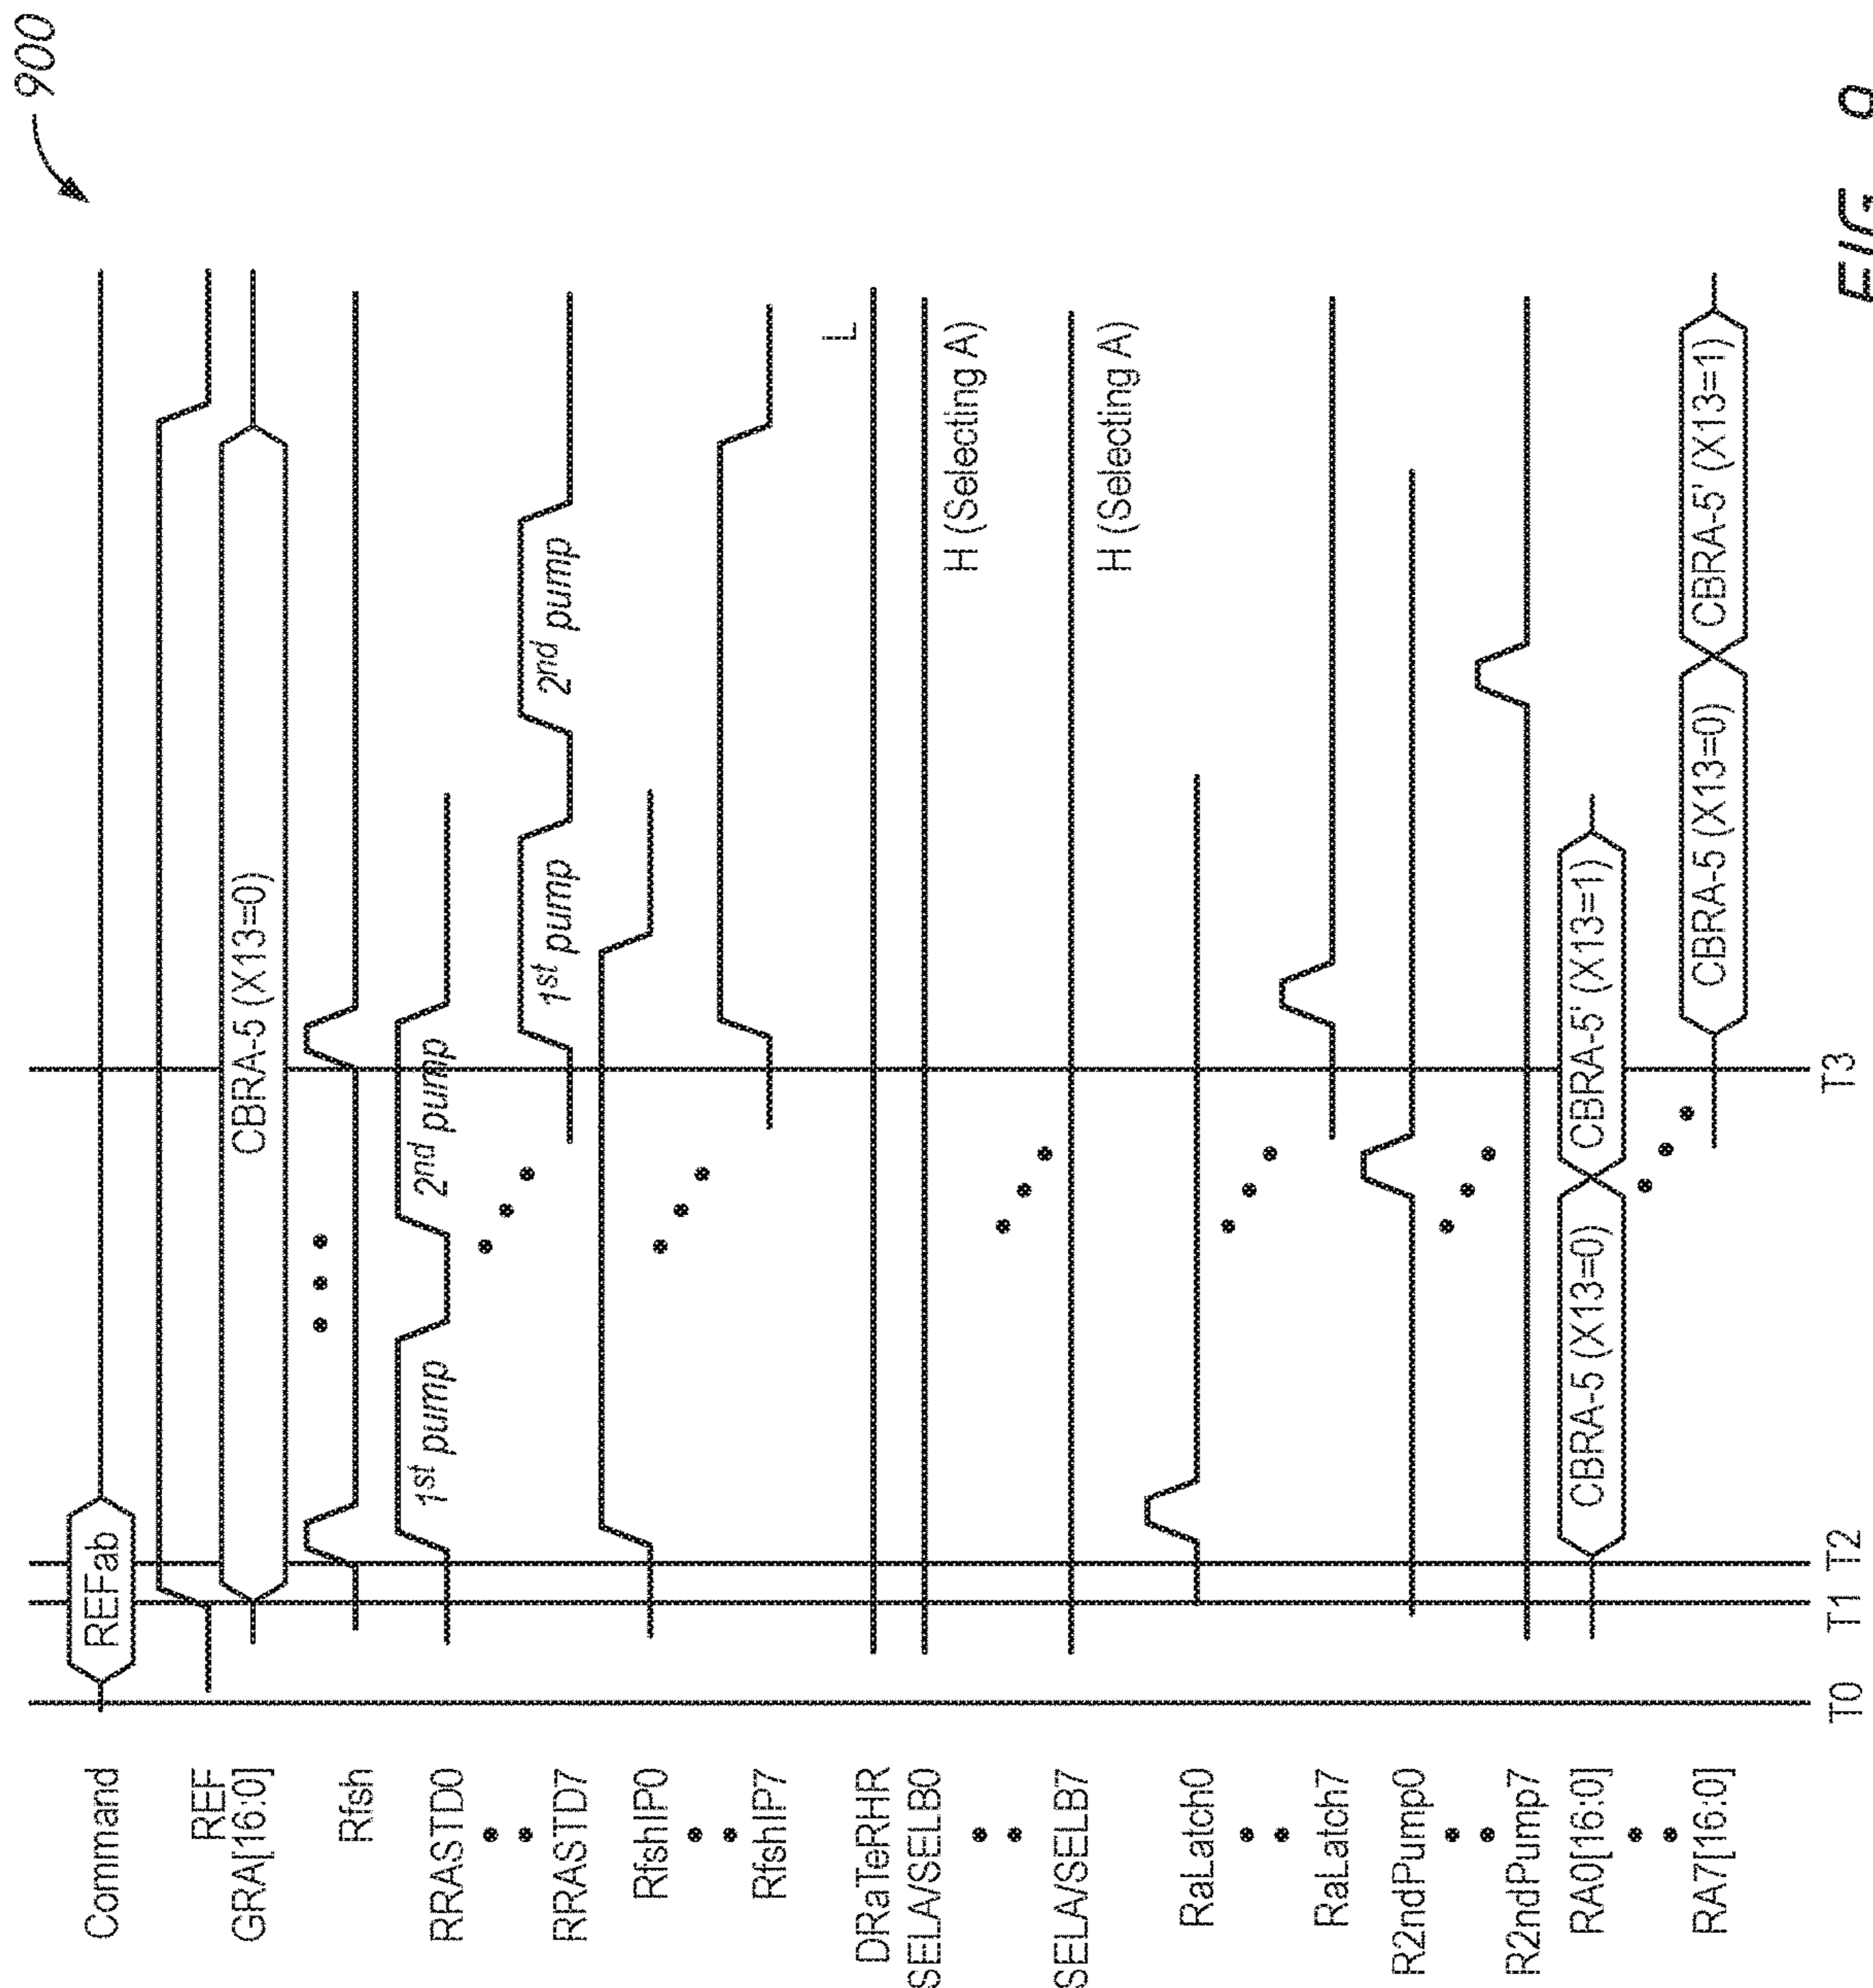 900
Command
REFab
REF
GRA[16:0]
CBRA-5 (X13=0)
Rfsh
RRASTD0
1st pump
2nd pump
RRASTD7
1st pump
2nd pump
RfshIP0
RfshIP7
DRaTeRHR
L
SELA/SELB0
H (Selecting A)
SELA/SELB7
H (Selecting A)
RaLatch0
RaLatch7
R2ndPump0
R2ndPump7
RA0[16:0]
CBRA-5 (X13=0)
CBRA-5' (X13=1)
RA7[16:0]
CBRA-5 (X13=0)
CBRA-5' (X13=1)
T0
T1
T2
T3
FIG. 9